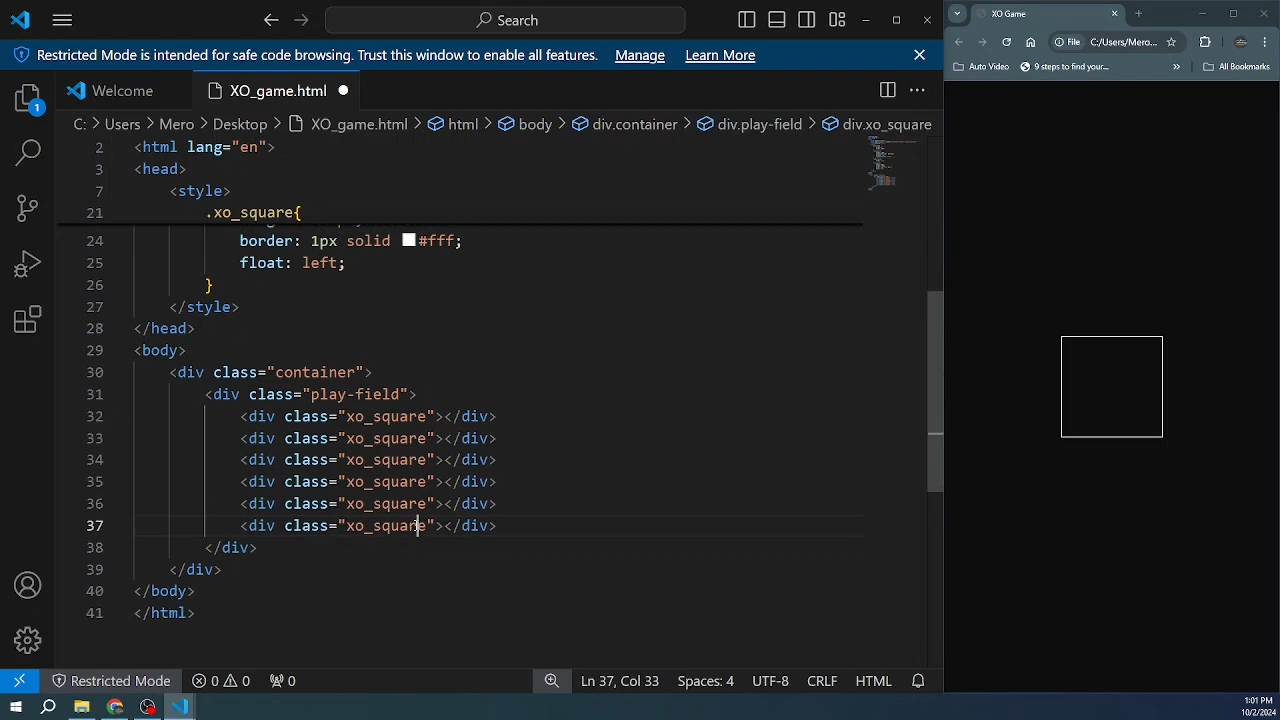 Search
XO Game
File C:/Users/Mero...
Auto Video 9 steps to find your... » All Bookmarks
Restricted Mode is intended for safe code browsing. Trust this window to enable all features. Manage Learn More
Welcome XO_game.html
C: > Users > Mero > Desktop > XO_game.html > html > body > div.container > div.play-field > div.xo_square
2 <html lang="en">
3 <head>
7 <style>
21 .xo_square{
24 border: 1px solid #fff;
25 float: left;
26 }
27 </style>
28 </head>
29 <body>
30 <div class="container">
31 <div class="play-field">
32 <div class="xo_square"></div>
33 <div class="xo_square"></div>
34 <div class="xo_square"></div>
35 <div class="xo_square"></div>
36 <div class="xo_square"></div>
37 <div class="xo_square"></div>
38 </div>
39 </div>
40 </body>
41 </html>
1
Restricted Mode 0 0 0 Ln 37, Col 33 Spaces: 4 UTF-8 CRLF HTML
1:01 PM
10/2/2024